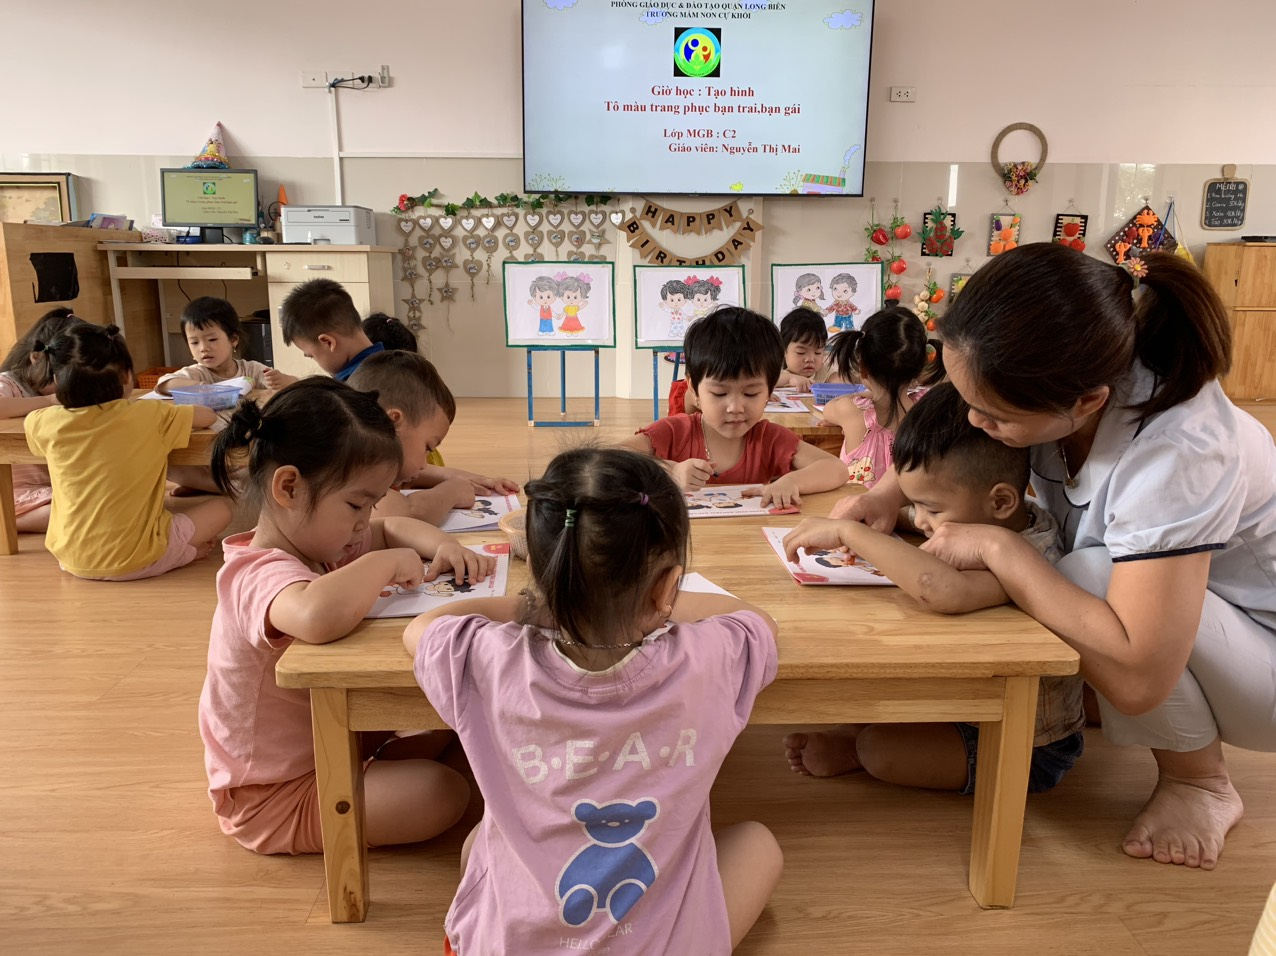 PHÒNG GIÁO DỤC & ĐÀO TẠO QUẬN LONG BIÊN
TRƯỜNG MẦM NON CỰ KHỐI
Giờ học : Tạo hình
Tô màu trang phục bạn trai,bạn gái
Lớp MGB : C2
Giáo viên: Nguyễn Thị Mai
HAPPY
BIRTHDAY
MENU
B·E·A·R